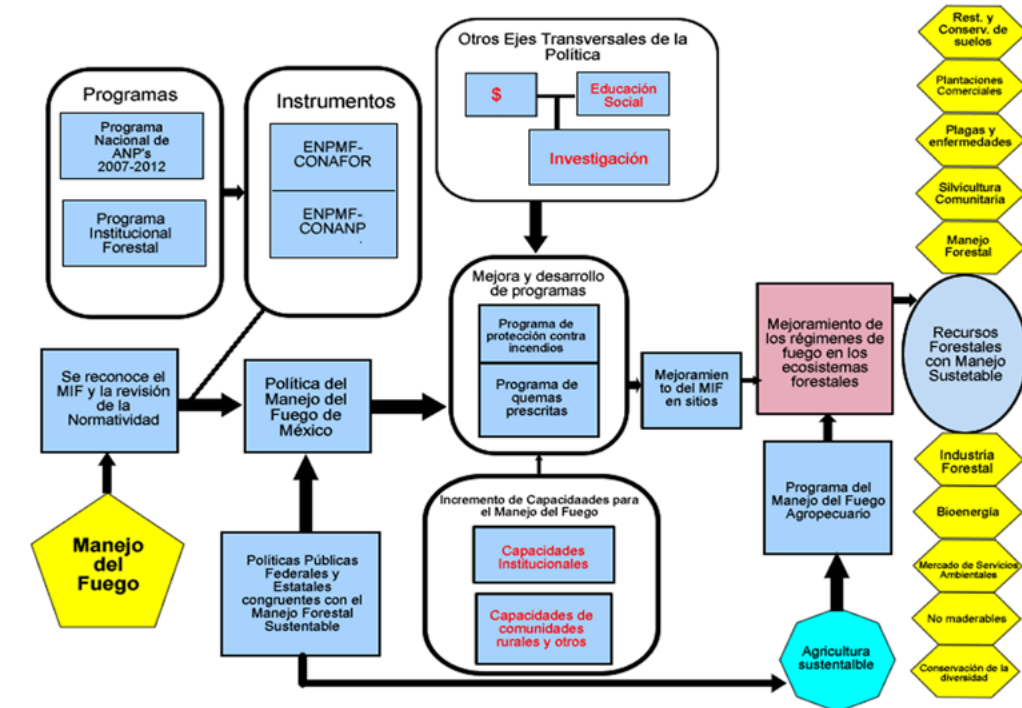 Programas
Programa
Nacional de
ANP's
2007-2012
Programa
Institucional
Forestal
Instrumentos
ENPMF-
CONAFOR
ENPMF-
CONANP
Otros Ejes Transversales de la
Política
$
Educación
Social
Investigación
Se reconoce el
MIF y la revisión
de la
Normatividad
Política del
Manejo del
Fuego de
México
Mejora y desarrollo
de programas
Programa de
protección contra
incendios
Programa de
quemas
prescritas
Mejoramien
to del MIF
en sitios
Mejoramiento de
los régimenes de
fuego en los
ecosistemas
forestales
Manejo
del
Fuego
Políticas Públicas
Federales y
Estatales
congruentes con el
Manejo Forestal
Sustentable
Incremento de Capacidaades para
el Manejo del Fuego
Capacidades
Institucionales
Capacidades de
comunidades
rurales y otros
Programa del
Manejo del Fuego
Agropecuario
Agricultura
sustentalble
Rest. y
Conserv. de
suelos
Plantaciones
Comerciales
Plagas y
enfermedades
Silvicultura
Comunitaria
Manejo
Forestal
Recursos
Forestales
con Manejo
Sustetable
Industria
Forestal
Bioenergía
Mercado de Servicios
Ambientales
No maderables
Conservación de la
diversidad